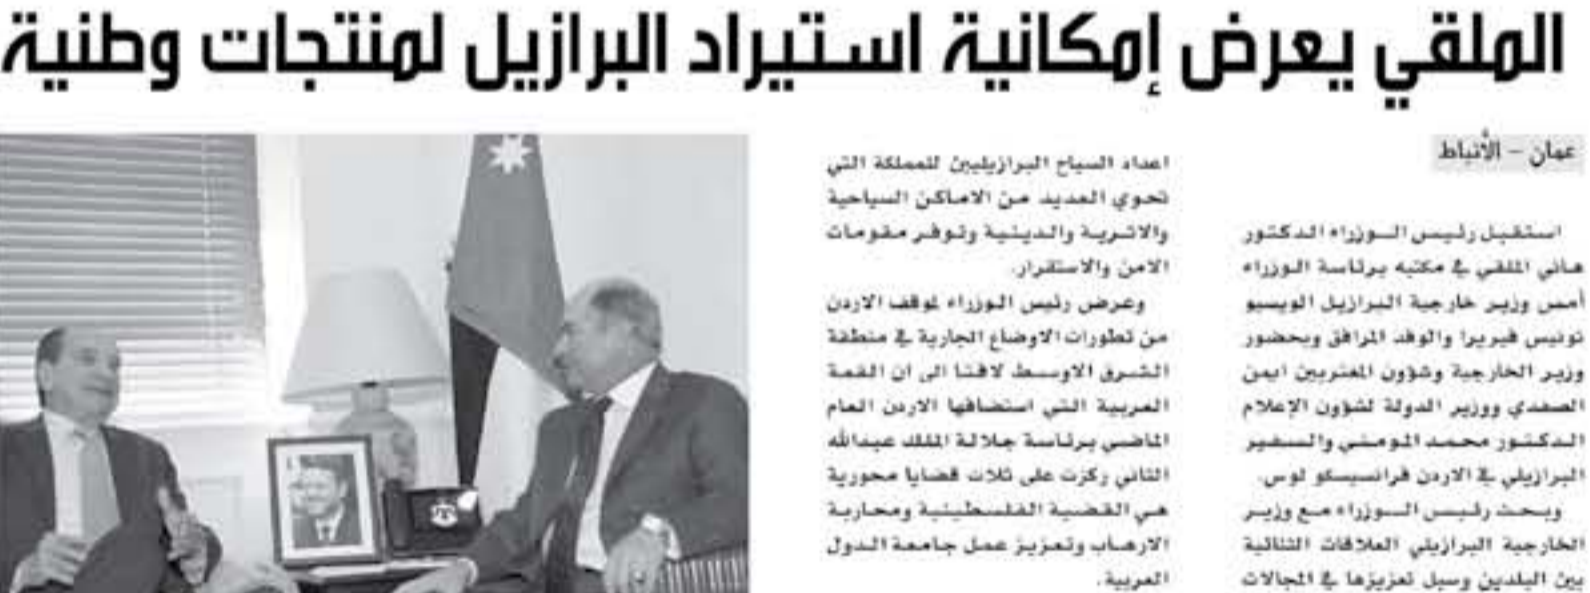 الملقي يعرض إمكانية استيراد البرازيل لمنتجات وطنية
عمان – الأنباط
استقبل رئيس الوزراء الدكتور
هاني الملقي في مكتبه برئاسة الوزراء
أمس وزير خارجية البرازيل الويسيو
نونيس فيريرا والوفد المرافق وبحضور
وزير الخارجية وشؤون المغتربين ايمن
الصفدي ووزير الدولة لشؤون الإعلام
الدكتور محمد المومني والسفير
البرازيلي في الاردن فرانسيسكو لوس.
وبحث رئيس الوزراء مع وزير
الخارجية البرازيلي العلاقات الثنائية
بين البلدين وسبل تعزيزها في المجالات
اعداد السياح البرازيليين للمملكة التي
تحوي العديد من الاماكن السياحية
والاثرية والدينية وتوفر مقومات
الامن والاستقرار.
وعرض رئيس الوزراء لموقف الاردن
من تطورات الاوضاع الجارية في منطقة
الشرق الاوسط لافتا الى ان القمة
العربية التي استضافها الاردن العام
الماضي برئاسة جلالة الملك عبدالله
الثاني ركزت على ثلاث قضايا محورية
هي القضية الفلسطينية ومحاربة
الارهاب وتعزيز عمل جامعة الدول
العربية.